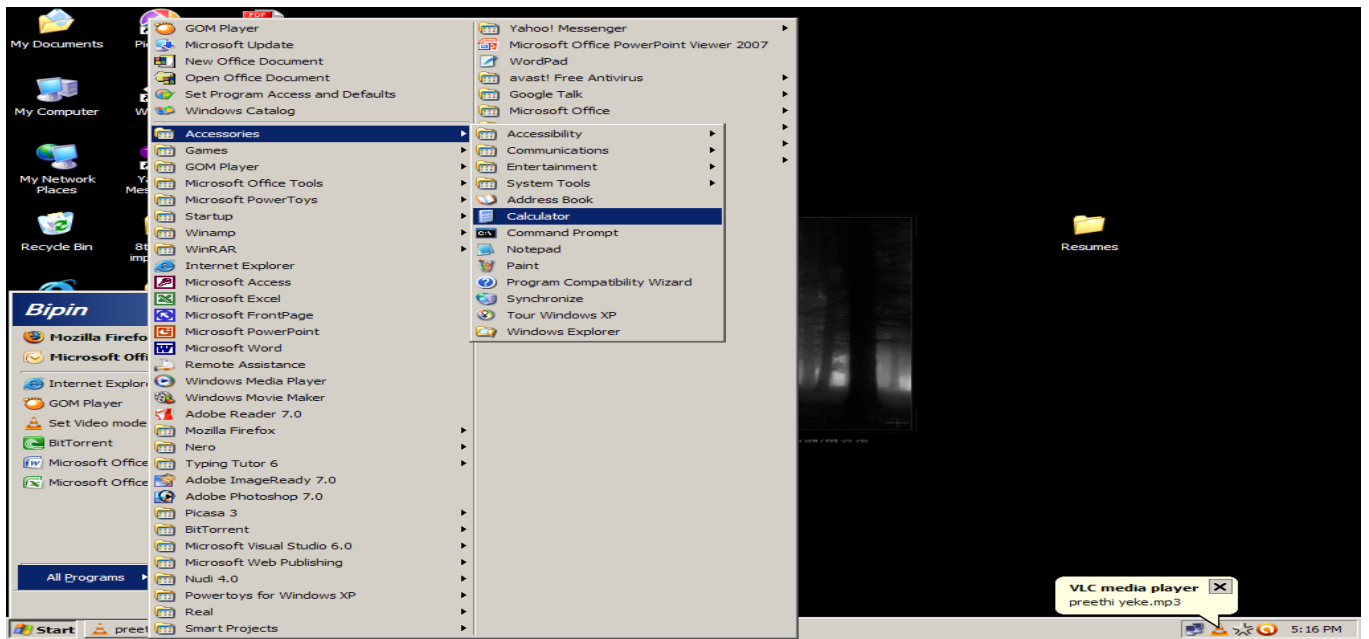 My Documents
Pi
PDF
My Computer
W
My Network
Places
Y
Mes
Recycle Bin
8t
imp
GOM Player
Microsoft Update
New Office Document
Open Office Document
Set Program Access and Defaults
Windows Catalog
Accessories
Games
GOM Player
Microsoft Office Tools
Microsoft PowerToys
Startup
Winamp
WinRAR
Internet Explorer
Microsoft Access
Microsoft Excel
Microsoft FrontPage
Microsoft PowerPoint
Microsoft Word
Remote Assistance
Windows Media Player
Windows Movie Maker
Adobe Reader 7.0
Mozilla Firefox
Nero
Typing Tutor 6
Adobe ImageReady 7.0
Adobe Photoshop 7.0
Picasa 3
BitTorrent
Microsoft Visual Studio 6.0
Microsoft Web Publishing
Nudi 4.0
Powertoys for Windows XP
Real
Smart Projects
Yahoo! Messenger
Microsoft Office PowerPoint Viewer 2007
WordPad
avast! Free Antivirus
Google Talk
Microsoft Office
Accessibility
Communications
Entertainment
System Tools
Address Book
Calculator
Command Prompt
Notepad
Paint
Program Compatibility Wizard
Synchronize
Tour Windows XP
Windows Explorer
Resumes
Bipin
Mozilla Firefo
Microsoft Offi
Internet Explor
GOM Player
Set Video mode
BitTorrent
Microsoft Office
Microsoft Office
All Programs
VLC media player
preethi yeke.mp3
Start
preet
5:16 PM